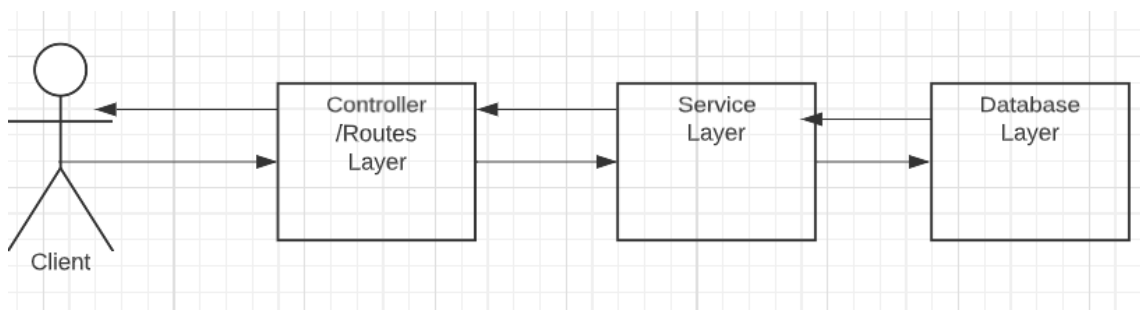 Controller
/Routes
Layer
Service
Layer
Database
Layer
Client